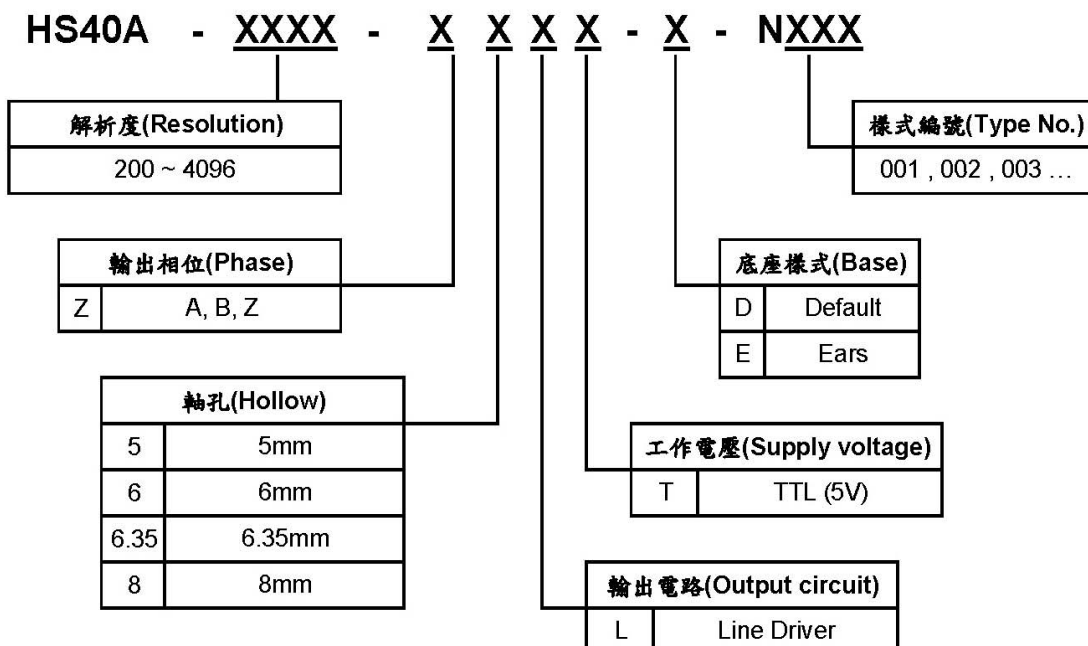 HS40A - XXXX - X X X X - X - NXXX
解析度(Resolution)
200 ~ 4096
樣式編號(Type No.)
001 , 002 , 003 ...
輸出相位(Phase)
Z A, B, Z
底座樣式(Base)
D Default
E Ears
軸孔(Hollow)
5 5mm
6 6mm
6.35 6.35mm
8 8mm
工作電壓(Supply voltage)
T TTL (5V)
輸出電路(Output circuit)
L Line Driver